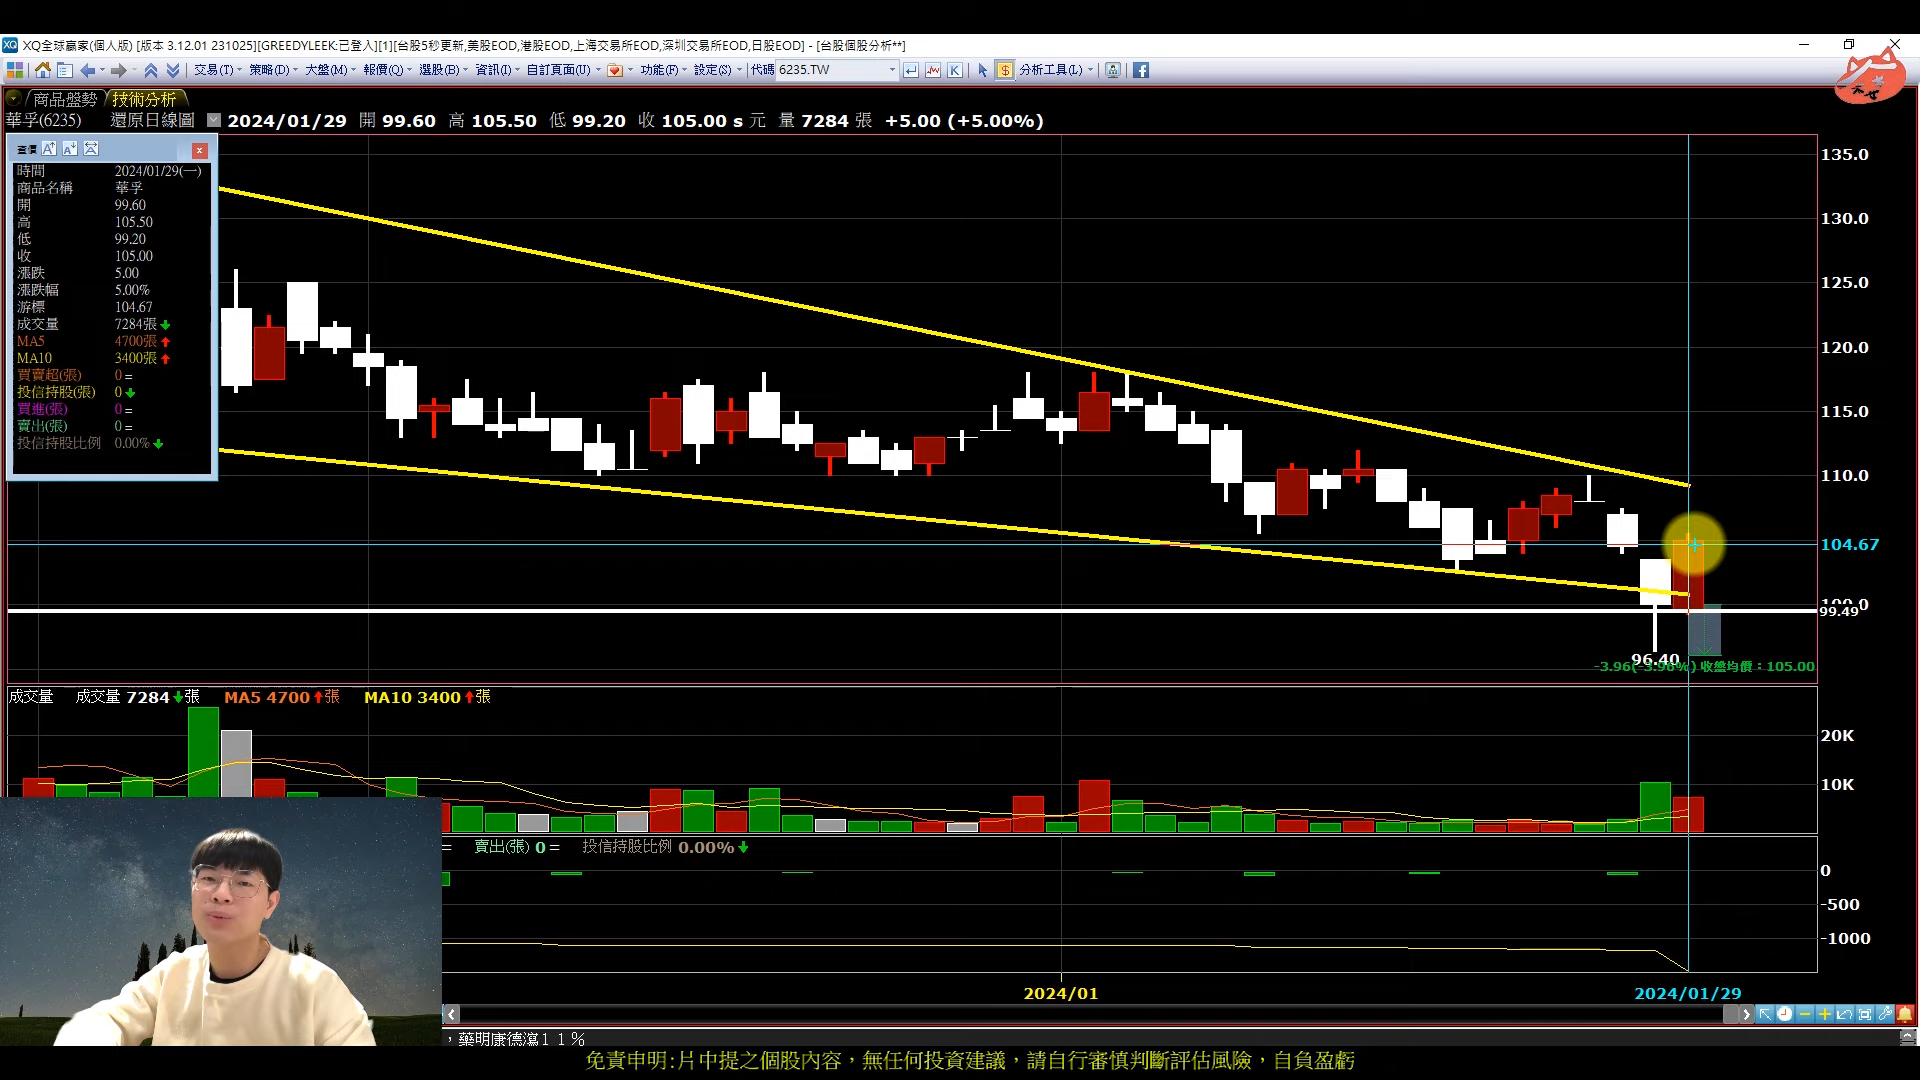 XQ全球贏家(個人版) [版本 3.12.01 231025][GREEDYLEEK:已登入][1][台股5秒更新,美股EOD,港股EOD,上海交易所EOD,深圳交易所EOD,日股EOD] - [台股個股分析**]
交易(T) 策略(D) 大盤(M) 報價(Q) 選股(B) 資訊(I) 自訂頁面(U) 功能(F) 設定(S) 代碼 6235.TW K $ 分析工具(L)
商品盤勢 技術分析
華孚(6235) 還原日線圖 2024/01/29 開 99.60 高 105.50 低 99.20 收 105.00 s 元 量 7284 張 +5.00 (+5.00%)
查價
時間 2024/01/29(一)
商品名稱 華孚
開 99.60
高 105.50
低 99.20
收 105.00
漲跌 5.00
漲跌幅 5.00%
游標 104.67
成交量 7284張
MA5 4700張
MA10 3400張
買賣超(張) 0 =
投信持股(張) 0
買進(張) 0 =
賣出(張) 0 =
投信持股比例 0.00%
135.0
130.0
125.0
120.0
115.0
110.0
104.67
99.49
96.40
收盤均價：105.00
成交量 成交量 7284 張 MA5 4700 張 MA10 3400 張
20K
10K
= 賣出(張) 0 = 投信持股比例 0.00%
0
-500
-1000
2024/01 2024/01/29
，藥明康德瀉１１％
免責申明:片中提之個股內容，無任何投資建議，請自行審慎判斷評估風險，自負盈虧